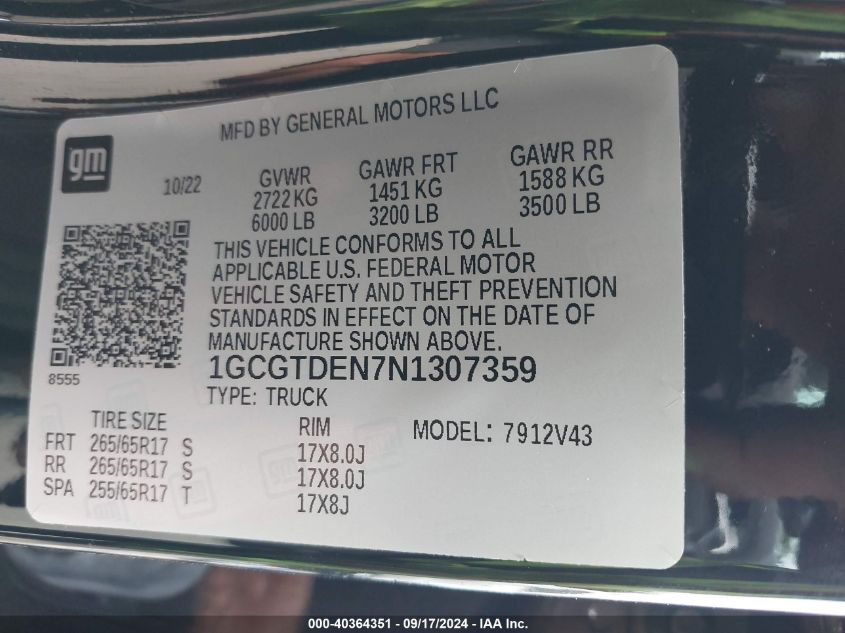 MFD BY GENERAL MOTORS LLC
gm
10/22
GVWR GAWR FRT GAWR RR
2722 KG 1451 KG 1588 KG
6000 LB 3200 LB 3500 LB
THIS VEHICLE CONFORMS TO ALL
APPLICABLE U.S. FEDERAL MOTOR
VEHICLE SAFETY AND THEFT PREVENTION
STANDARDS IN EFFECT ON THE DATE OF
MANUFACTURE SHOWN ABOVE.
8555
1GCGTDEN7N1307359
TYPE: TRUCK
TIRE SIZE RIM MODEL: 7912V43
FRT 265/65R17 S 17X8.0J
RR 265/65R17 S 17X8.0J
SPA 255/65R17 T 17X8J
000-40364351 - 09/17/2024 - IAA Inc.